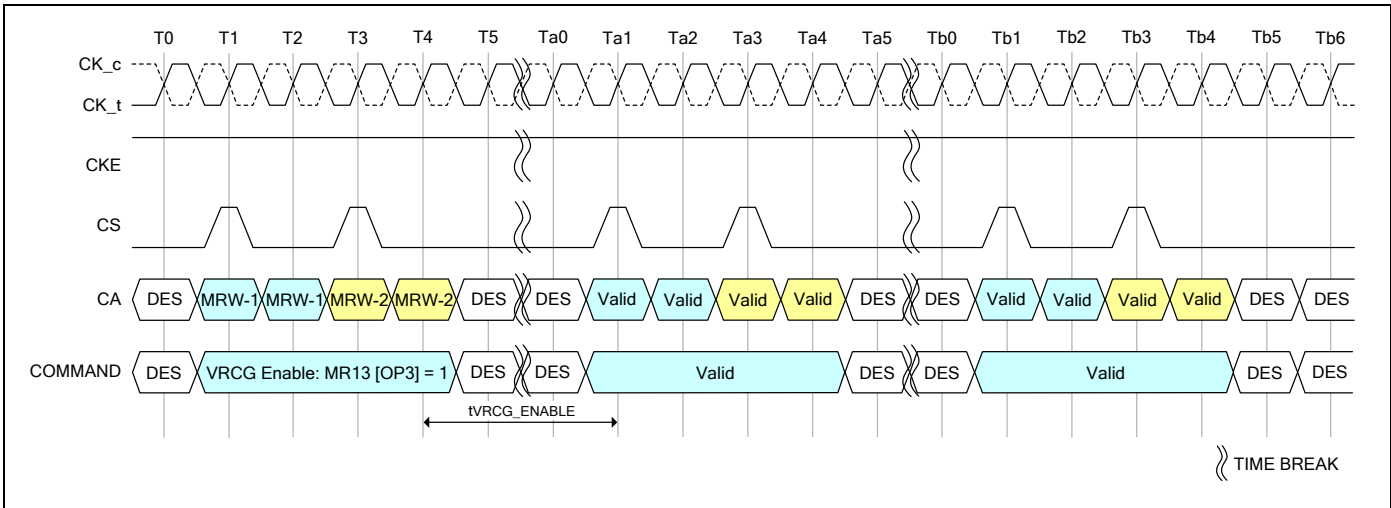 T0 T1 T2 T3 T4 T5 Ta0 Ta1 Ta2 Ta3 Ta4 Ta5 Tb0 Tb1 Tb2 Tb3 Tb4 Tb5 Tb6
CK_c
CK_t
CKE
CS
CA DES MRW-1 MRW-1 MRW-2 MRW-2 DES DES Valid Valid Valid Valid DES DES Valid Valid Valid Valid DES DES
COMMAND DES VRCG Enable: MR13 [OP3] = 1 DES DES Valid DES DES Valid DES DES
tVRCG_ENABLE
TIME BREAK